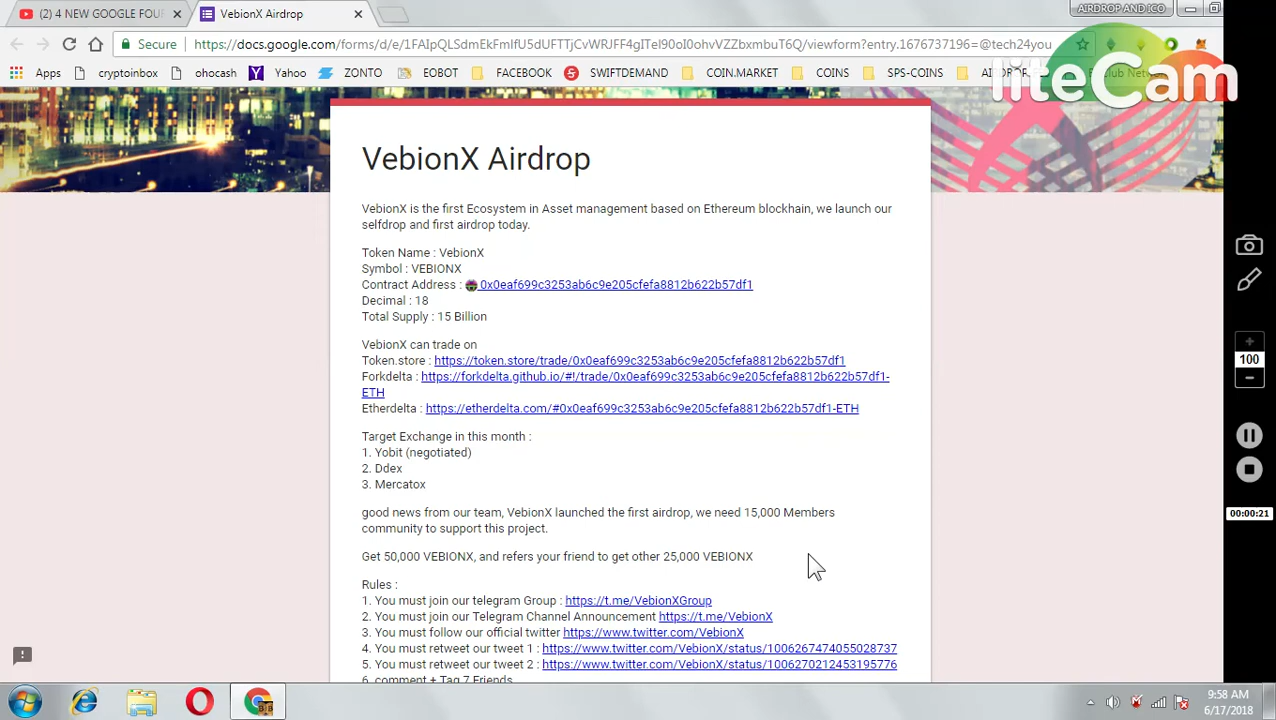 (2) 4 NEW GOOGLE FOUR
VebionX Airdrop
AIRDROP AND ICO
Secure
https://docs.google.com/forms/d/e/1FAIpQLSdmEkFmIfU5dUFTTjCvWRJFF4gITeI90oI0ohvVZZbxmbuT6Q/viewform?entry.1676737196=@tech24you
Apps
cryptoinbox
ohocash
Yahoo
ZONTO
EOBOT
FACEBOOK
SWIFTDEMAND
COIN.MARKET
COINS
SPS-COINS
liteCam
VebionX Airdrop
VebionX is the first Ecosystem in Asset management based on Ethereum blockhain, we launch our
selfdrop and first airdrop today.
Token Name : VebionX
Symbol : VEBIONX
Contract Address : 0x0eaf699c3253ab6c9e205cfefa8812b622b57df1
Decimal : 18
Total Supply : 15 Billion
VebionX can trade on
Token.store : https://token.store/trade/0x0eaf699c3253ab6c9e205cfefa8812b622b57df1
Forkdelta : https://forkdelta.github.io/#!/trade/0x0eaf699c3253ab6c9e205cfefa8812b622b57df1-
ETH
Etherdelta : https://etherdelta.com/#0x0eaf699c3253ab6c9e205cfefa8812b622b57df1-ETH
Target Exchange in this month :
1. Yobit (negotiated)
2. Ddex
3. Mercatox
good news from our team, VebionX launched the first airdrop, we need 15,000 Members
community to support this project.
Get 50,000 VEBIONX, and refers your friend to get other 25,000 VEBIONX
Rules :
1. You must join our telegram Group : https://t.me/VebionXGroup
2. You must join our Telegram Channel Announcement https://t.me/VebionX
3. You must follow our official twitter https://www.twitter.com/VebionX
4. You must retweet our tweet 1 : https://www.twitter.com/VebionX/status/1006267474055028737
5. You must retweet our tweet 2 : https://www.twitter.com/VebionX/status/1006270212453195776
6. comment + Tag 7 Friends
100
00:00:21
9:58 AM
6/17/2018